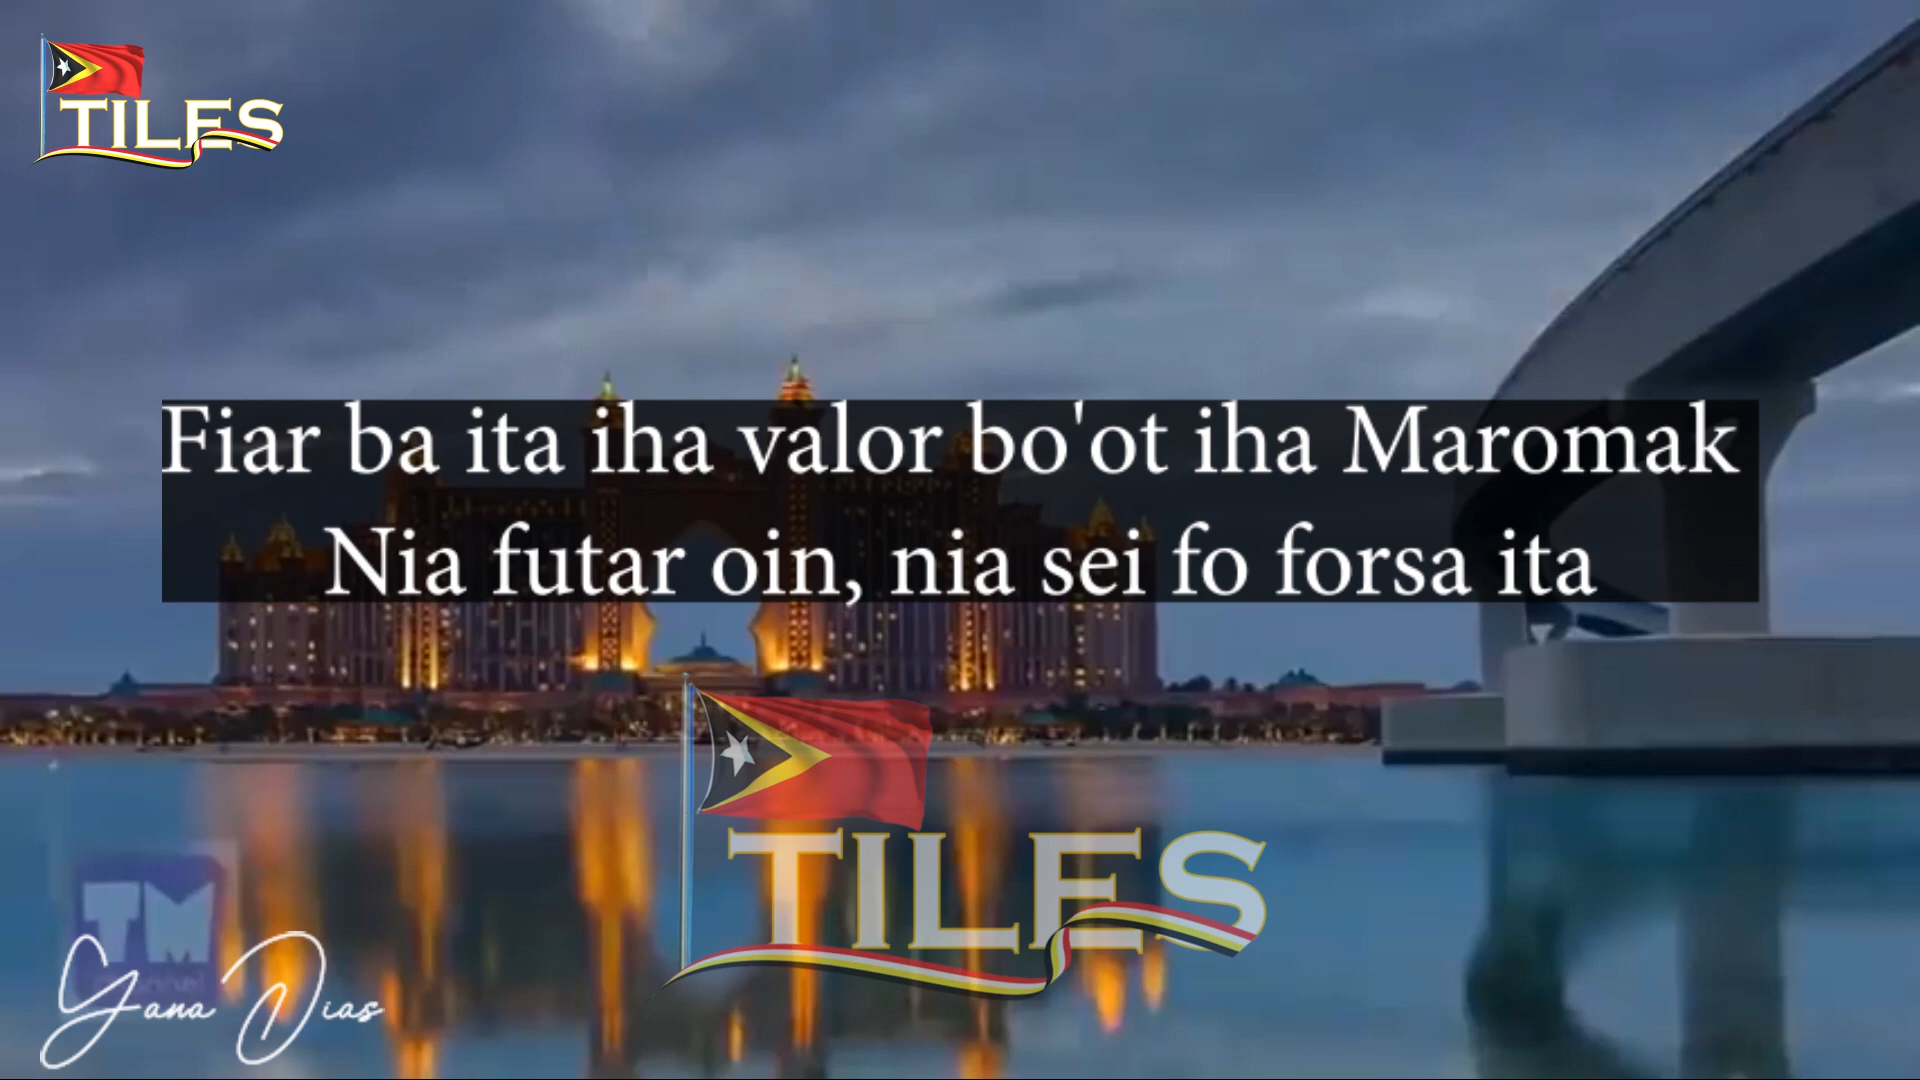 TILES
Fiar ba ita iha valor bo'ot iha Maromak
Nia futar oin, nia sei fo forsa ita
TILES
TM
Yana Dias